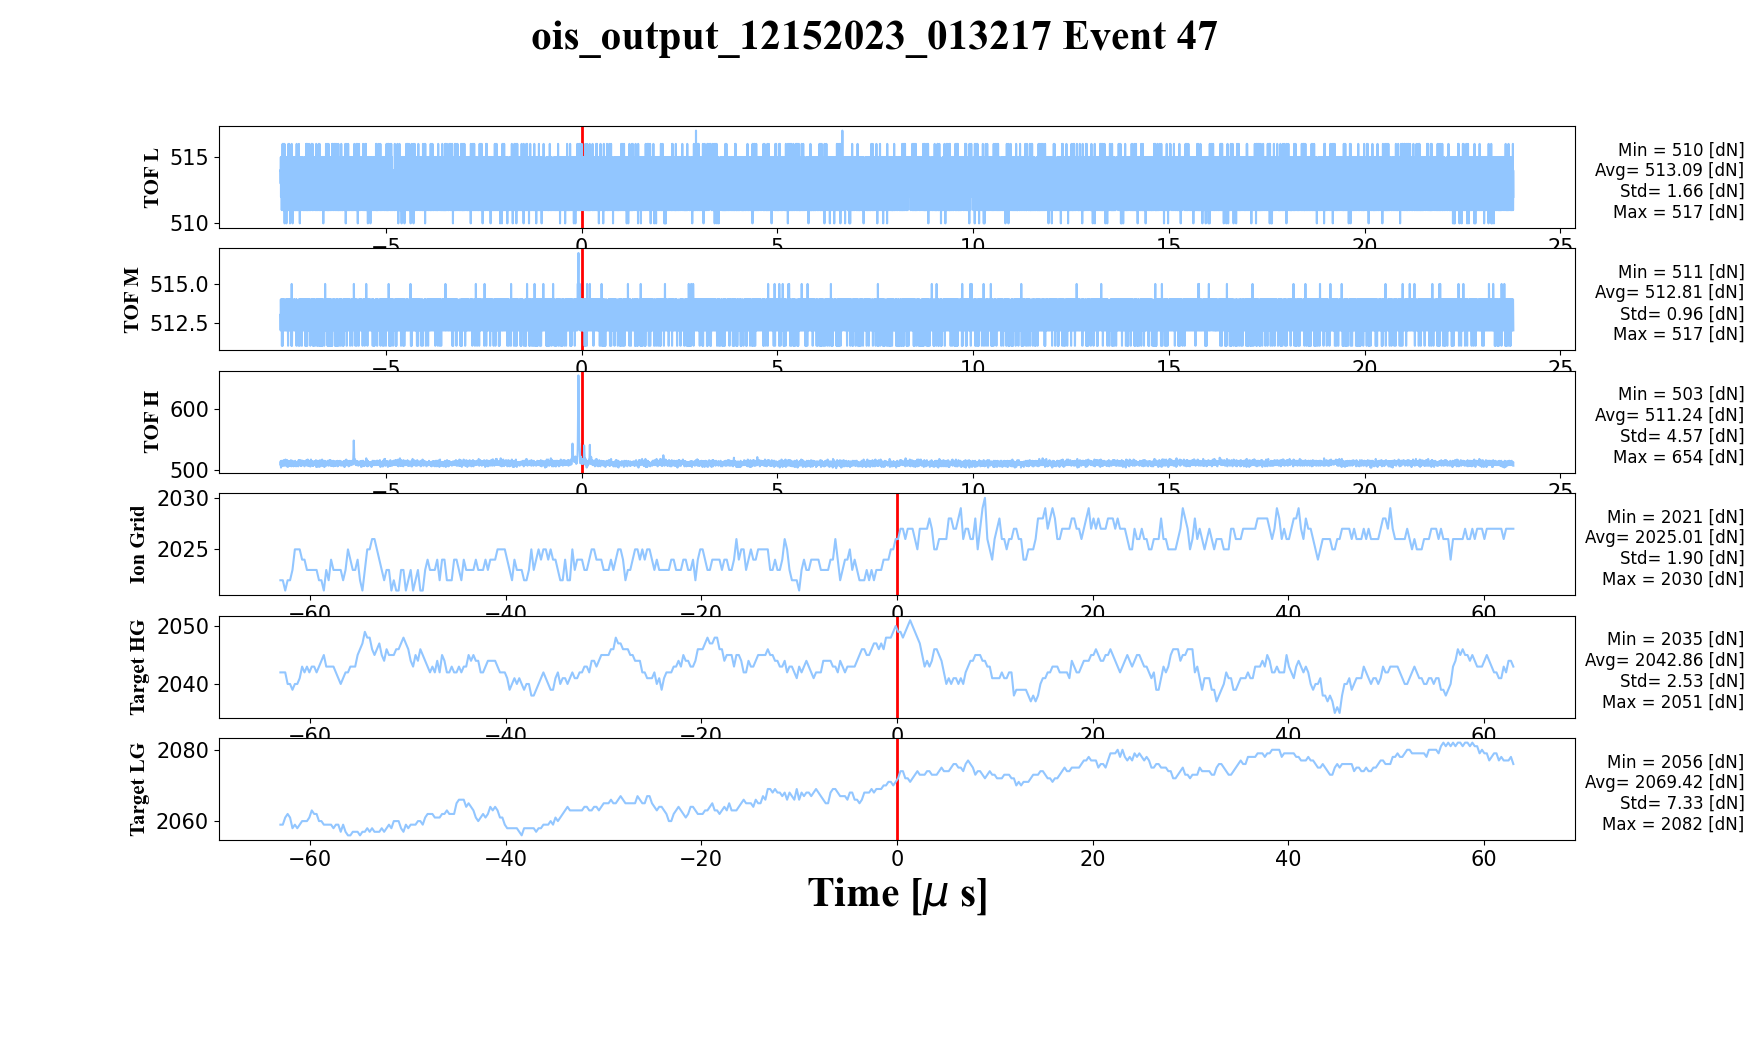 ois_output_12152023_013217 Event 47
TOF L
515
510
−5 0 5 10 15 20 25
Min = 510 [dN]
Avg= 513.09 [dN]
Std= 1.66 [dN]
Max = 517 [dN]
TOF M
515.0
512.5
−5 0 5 10 15 20 25
Min = 511 [dN]
Avg= 512.81 [dN]
Std= 0.96 [dN]
Max = 517 [dN]
TOF H
600
500
−5 0 5 10 15 20 25
Min = 503 [dN]
Avg= 511.24 [dN]
Std= 4.57 [dN]
Max = 654 [dN]
Ion Grid
2030
2025
−60 −40 −20 0 20 40 60
Min = 2021 [dN]
Avg= 2025.01 [dN]
Std= 1.90 [dN]
Max = 2030 [dN]
Target HG
2050
2040
−60 −40 −20 0 20 40 60
Min = 2035 [dN]
Avg= 2042.86 [dN]
Std= 2.53 [dN]
Max = 2051 [dN]
Target LG
2080
2060
−60 −40 −20 0 20 40 60
Min = 2056 [dN]
Avg= 2069.42 [dN]
Std= 7.33 [dN]
Max = 2082 [dN]
Time [μ s]